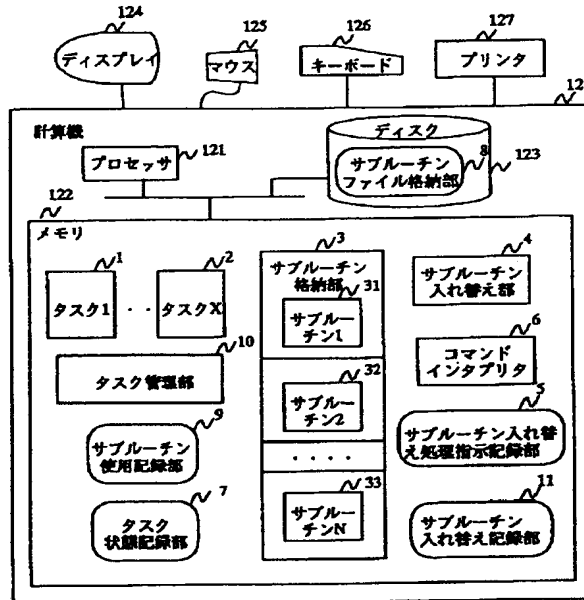 124
125
126
127
ディスプレイ
マウス
キーボード
プリンタ
12
計算機
ディスク
プロセッサ
121
サブルーチン
ファイル格納部
8
123
122
メモリ
1
2
3
4
タスク1
・・
タスクX
サブルーチン
格納部
31
サブルー
チン1
サブルーチン
入れ替え部
10
タスク管理部
6
コマンド
インタプリタ
32
サブルー
チン2
9
サブルーチン
使用記録部
5
サブルーチン入れ替
え処理指示記録部
・・・・
7
タスク
状態記録部
33
サブルー
チンN
11
サブルーチン
入れ替え記録部